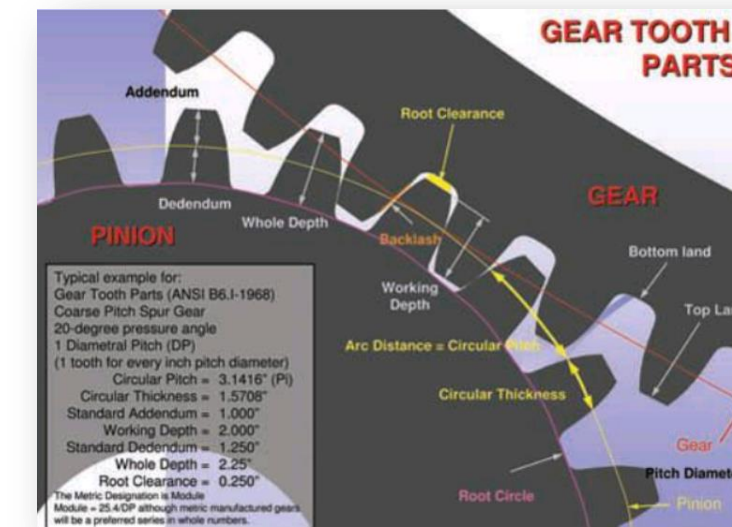 GEAR TOOTH
PARTS
Addendum
Root Clearance
Dedendum
Whole Depth
GEAR
PINION
Backlash
Bottom land
Working
Depth
Top La
Arc Distance = Circular Pitch
Circular Thickness
Gear
Pitch Diamet
Root Circle
Pinion
Typical example for:
Gear Tooth Parts (ANSI B6.I-1968)
Coarse Pitch Spur Gear
20-degree pressure angle
1 Diametral Pitch (DP)
(1 tooth for every inch pitch diameter)
Circular Pitch = 3.1416" (Pi)
Circular Thickness = 1.5708"
Standard Addendum = 1.000"
Working Depth = 2.000"
Standard Dedendum = 1.250"
Whole Depth = 2.25"
Root Clearance = 0.250"
The Metric Designation is Module
Module = 25.4/DP although metric manufactured gears
will be a preferred series in whole numbers.